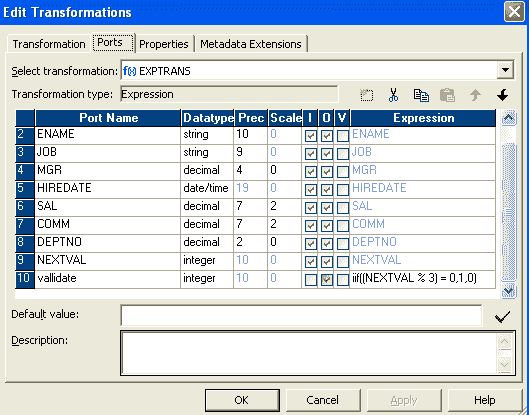 Edit Transformations
Transformation Ports Properties Metadata Extensions
Select transformation: f(x) EXPTRANS
Transformation type: Expression
Port Name Datatype Prec Scale I O V Expression
2 ENAME string 10 0 ENAME
3 JOB string 9 0 JOB
4 MGR decimal 4 0 MGR
5 HIREDATE date/time 19 0 HIREDATE
6 SAL decimal 7 2 SAL
7 COMM decimal 7 2 COMM
8 DEPTNO decimal 2 0 DEPTNO
9 NEXTVAL integer 10 0 NEXTVAL
10 vallidate integer 10 0 iif((NEXTVAL % 3) = 0,1,0)
Default value:
Description:
OK Cancel Apply Help